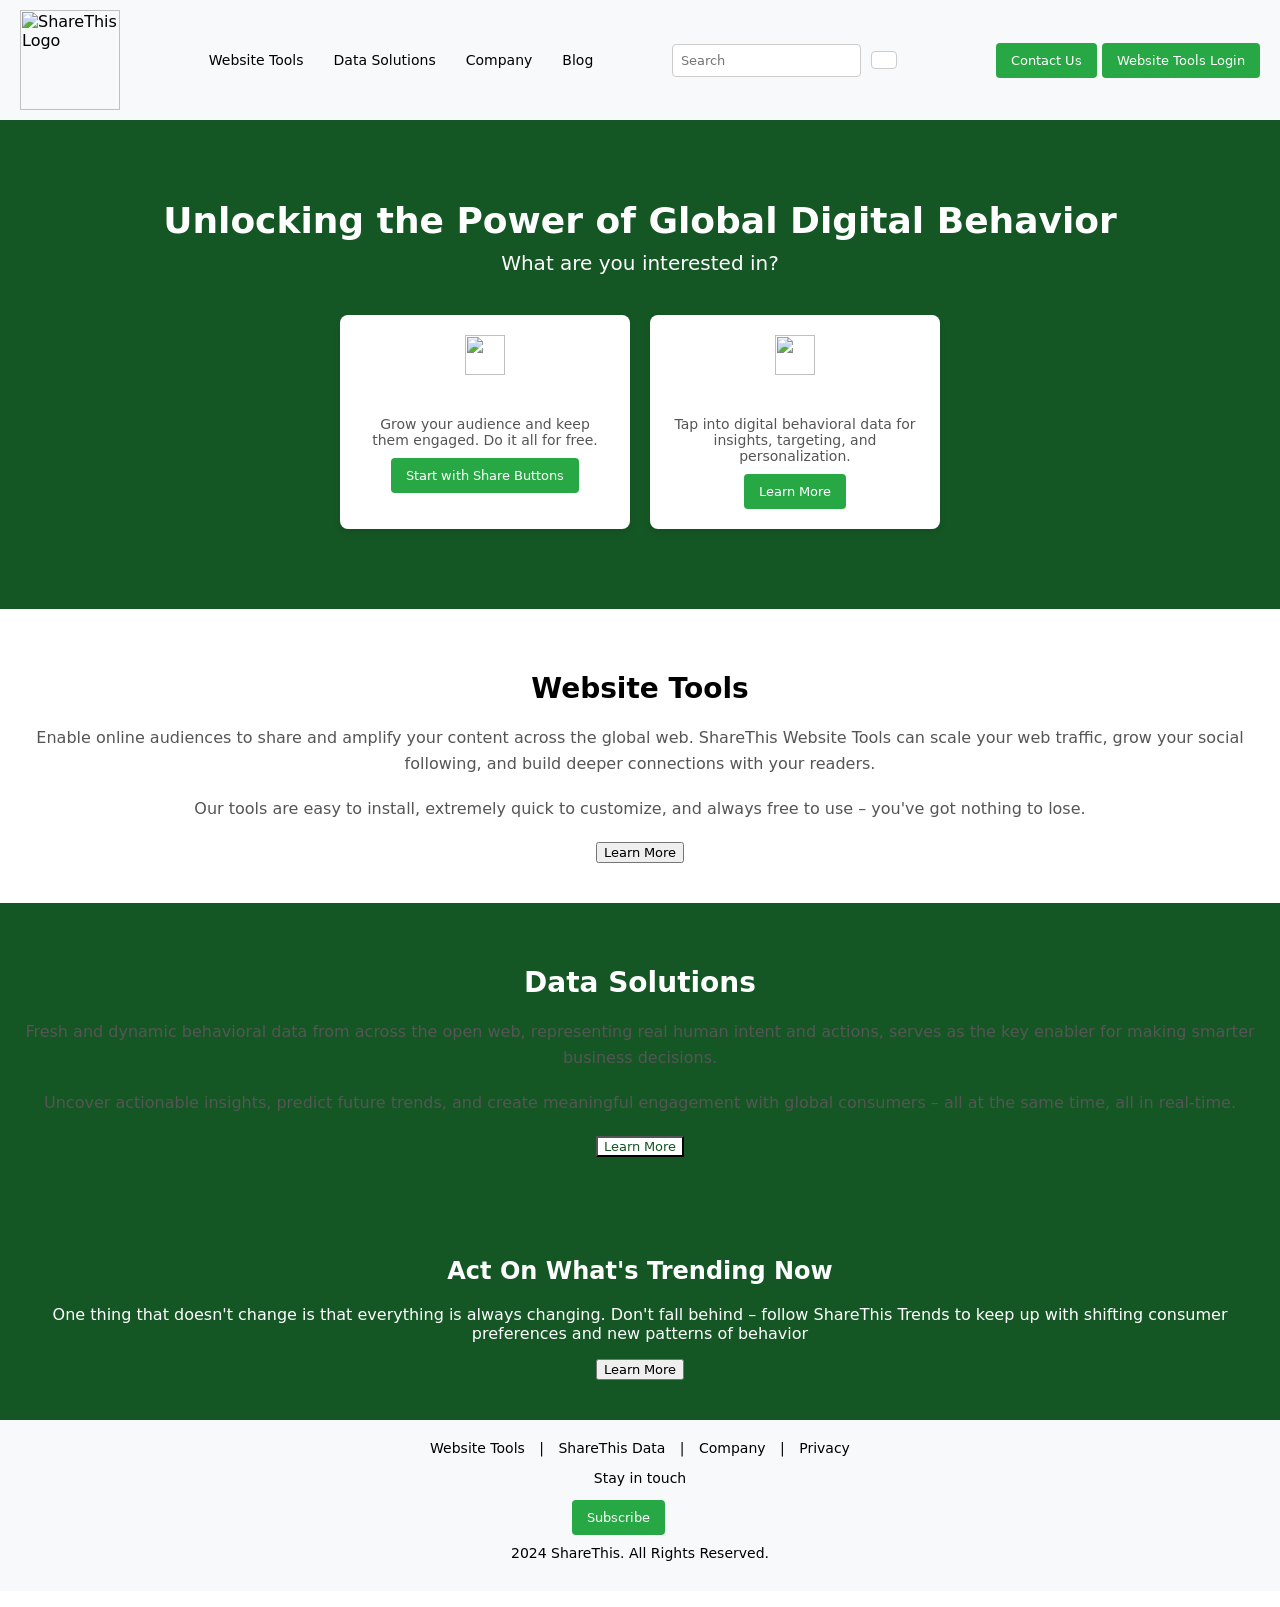 ShareThis
Logo
Website Tools Data Solutions Company Blog Search Contact Us Website Tools Login
Unlocking the Power of Global Digital Behavior
What are you interested in?
Grow your audience and keep
them engaged. Do it all for free.
Start with Share Buttons
Tap into digital behavioral data for
insights, targeting, and
personalization.
Learn More
Website Tools
Enable online audiences to share and amplify your content across the global web. ShareThis Website Tools can scale your web traffic, grow your social
following, and build deeper connections with your readers.
Our tools are easy to install, extremely quick to customize, and always free to use – you've got nothing to lose.
Learn More
Data Solutions
Fresh and dynamic behavioral data from across the open web, representing real human intent and actions, serves as the key enabler for making smarter
business decisions.
Uncover actionable insights, predict future trends, and create meaningful engagement with global consumers – all at the same time, all in real-time.
Learn More
Act On What's Trending Now
One thing that doesn't change is that everything is always changing. Don't fall behind – follow ShareThis Trends to keep up with shifting consumer
preferences and new patterns of behavior
Learn More
Website Tools | ShareThis Data | Company | Privacy
Stay in touch
Subscribe
2024 ShareThis. All Rights Reserved.